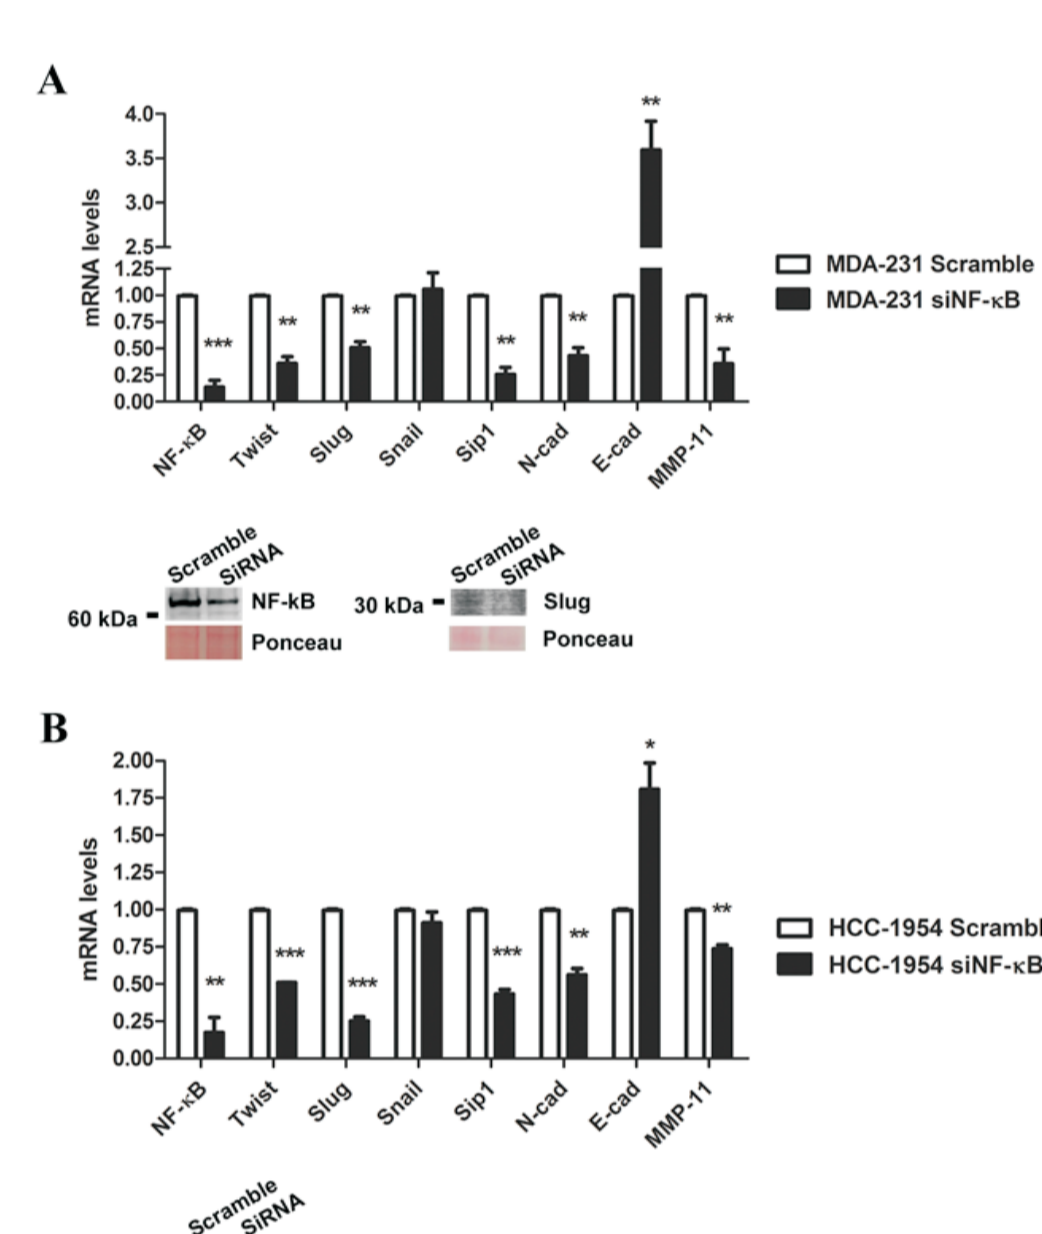 A
**
4.0
3.5
3.0
2.5
1.25
1.00
0.75
0.50
0.25
0.00
mRNA levels
*** ** ** ** ** **
NF-κB Twist Slug Snail Sip1 N-cad E-cad MMP-11
MDA-231 Scramble
MDA-231 siNF-κB
Scramble SiRNA
60 kDa NF-kB
Ponceau
Scramble SiRNA
30 kDa Slug
Ponceau
B
*
2.00
1.75
1.50
1.25
1.00
0.75
0.50
0.25
0.00
mRNA levels
** *** *** *** ** **
NF-κB Twist Slug Snail Sip1 N-cad E-cad MMP-11
HCC-1954 Scrambl
HCC-1954 siNF-κB
Scramble SiRNA